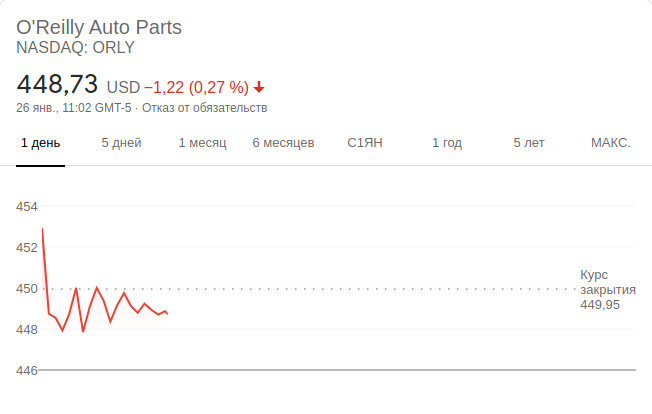 O'Reilly Auto Parts
NASDAQ: ORLY
448,73 USD −1,22 (0,27 %)
26 янв., 11:02 GMT-5 · Отказ от обязательств
1 день 5 дней 1 месяц 6 месяцев С1ЯН 1 год 5 лет МАКС.
454
452
450
448
446
Курс
закрытия
449,95